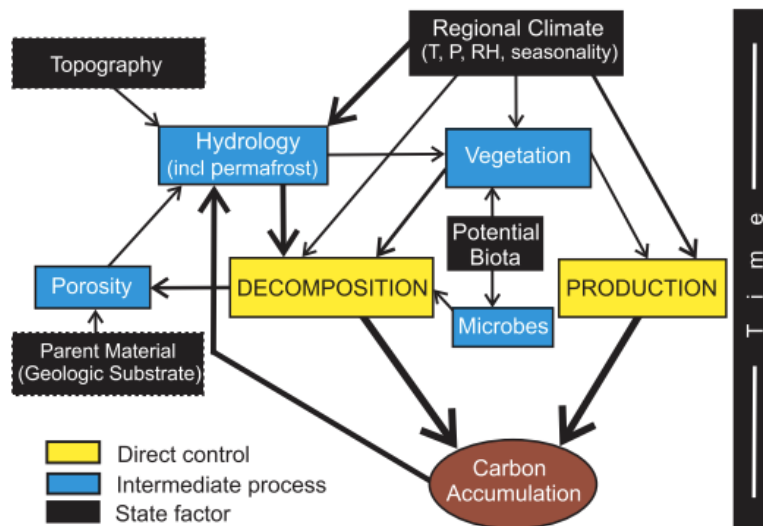 Regional Climate
(T, P, RH, seasonality)
Topography
Hydrology
(incl permafrost)
Vegetation
Potential
Biota
Porosity
DECOMPOSITION
PRODUCTION
Microbes
Parent Material
(Geologic Substrate)
Carbon
Accumulation
Direct control
Intermediate process
State factor
Time